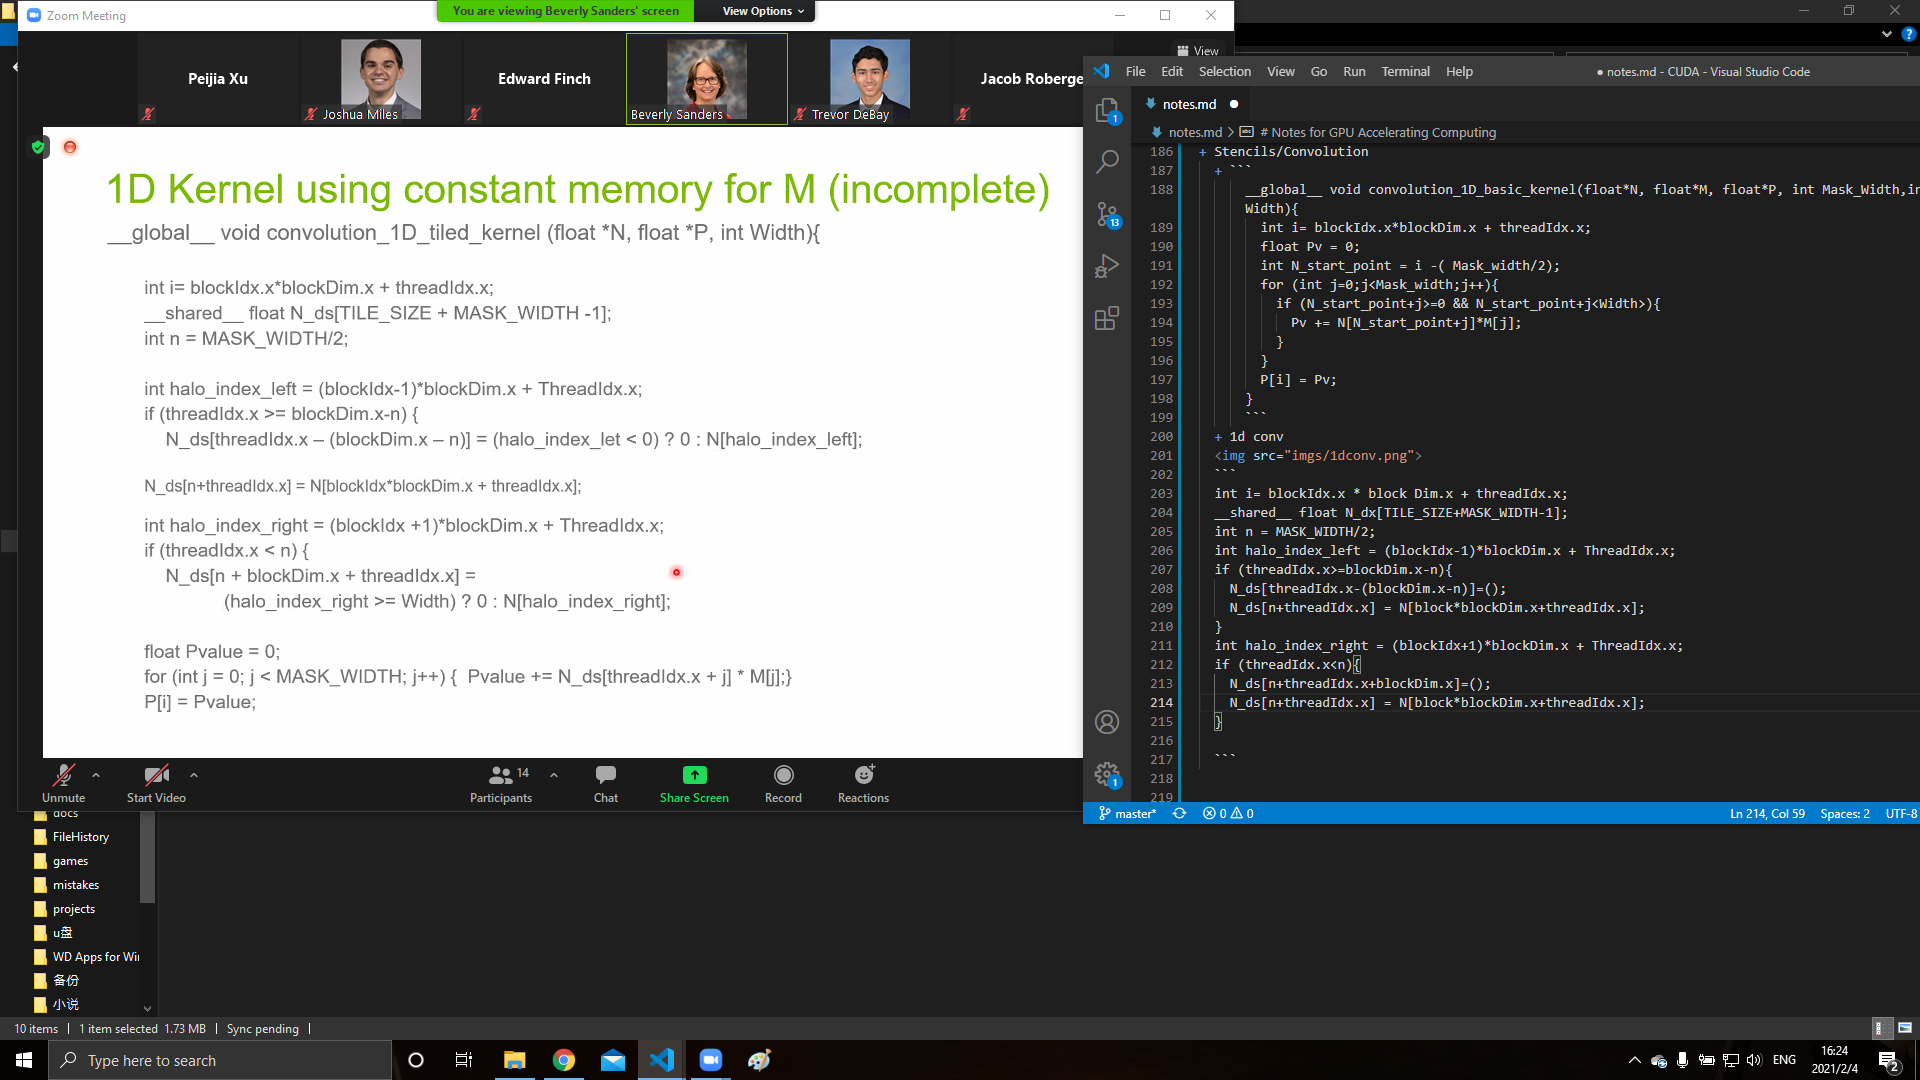 Zoom Meeting
You are viewing Beverly Sanders' screen
View Options
View
Peijia Xu
Joshua Miles
Edward Finch
Beverly Sanders
Trevor DeBay
Jacob Roberge
1D Kernel using constant memory for M (incomplete)
__global__ void convolution_1D_tiled_kernel (float *N, float *P, int Width){
int i= blockIdx.x*blockDim.x + threadIdx.x;
__shared__ float N_ds[TILE_SIZE + MASK_WIDTH -1];
int n = MASK_WIDTH/2;
int halo_index_left = (blockIdx-1)*blockDim.x + ThreadIdx.x;
if (threadIdx.x >= blockDim.x-n) {
N_ds[threadIdx.x – (blockDim.x – n)] = (halo_index_let < 0) ? 0 : N[halo_index_left];
N_ds[n+threadIdx.x] = N[blockIdx*blockDim.x + threadIdx.x];
int halo_index_right = (blockIdx +1)*blockDim.x + ThreadIdx.x;
if (threadIdx.x < n) {
N_ds[n + blockDim.x + threadIdx.x] =
(halo_index_right >= Width) ? 0 : N[halo_index_right];
float Pvalue = 0;
for (int j = 0; j < MASK_WIDTH; j++) {  Pvalue += N_ds[threadIdx.x + j] * M[j];}
P[i] = Pvalue;
Unmute
Start Video
14
Participants
Chat
Share Screen
Record
Reactions
File Edit Selection View Go Run Terminal Help
● notes.md - CUDA - Visual Studio Code
notes.md ●
notes.md > # Notes for GPU Accelerating Computing
1
13
1
186 + Stencils/Convolution
187 + ```
188 __global__ void convolution_1D_basic_kernel(float*N, float*M, float*P, int Mask_Width,in
Width){
189 int i= blockIdx.x*blockDim.x + threadIdx.x;
190 float Pv = 0;
191 int N_start_point = i -( Mask_width/2);
192 for (int j=0;j<Mask_width;j++){
193 if (N_start_point+j>=0 && N_start_point+j<Width>){
194 Pv += N[N_start_point+j]*M[j];
195 }
196 }
197 P[i] = Pv;
198 }
199 ```
200 + 1d conv
201 <img src="imgs/1dconv.png">
202 ```
203 int i= blockIdx.x * block Dim.x + threadIdx.x;
204 __shared__ float N_dx[TILE_SIZE+MASK_WIDTH-1];
205 int n = MASK_WIDTH/2;
206 int halo_index_left = (blockIdx-1)*blockDim.x + ThreadIdx.x;
207 if (threadIdx.x>=blockDim.x-n){
208 N_ds[threadIdx.x-(blockDim.x-n)]=();
209 N_ds[n+threadIdx.x] = N[block*blockDim.x+threadIdx.x];
210 }
211 int halo_index_right = (blockIdx+1)*blockDim.x + ThreadIdx.x;
212 if (threadIdx.x<n){
213 N_ds[n+threadIdx.x+blockDim.x]=();
214 N_ds[n+threadIdx.x] = N[block*blockDim.x+threadIdx.x];
215 }
216
217 ```
218
219
master* 0 0 Ln 214, Col 59 Spaces: 2 UTF-8
docs
FileHistory
games
mistakes
projects
u盘
WD Apps for Wi
备份
小说
10 items 1 item selected 1.73 MB Sync pending
Type here to search
ENG
16:24
2021/2/4
2